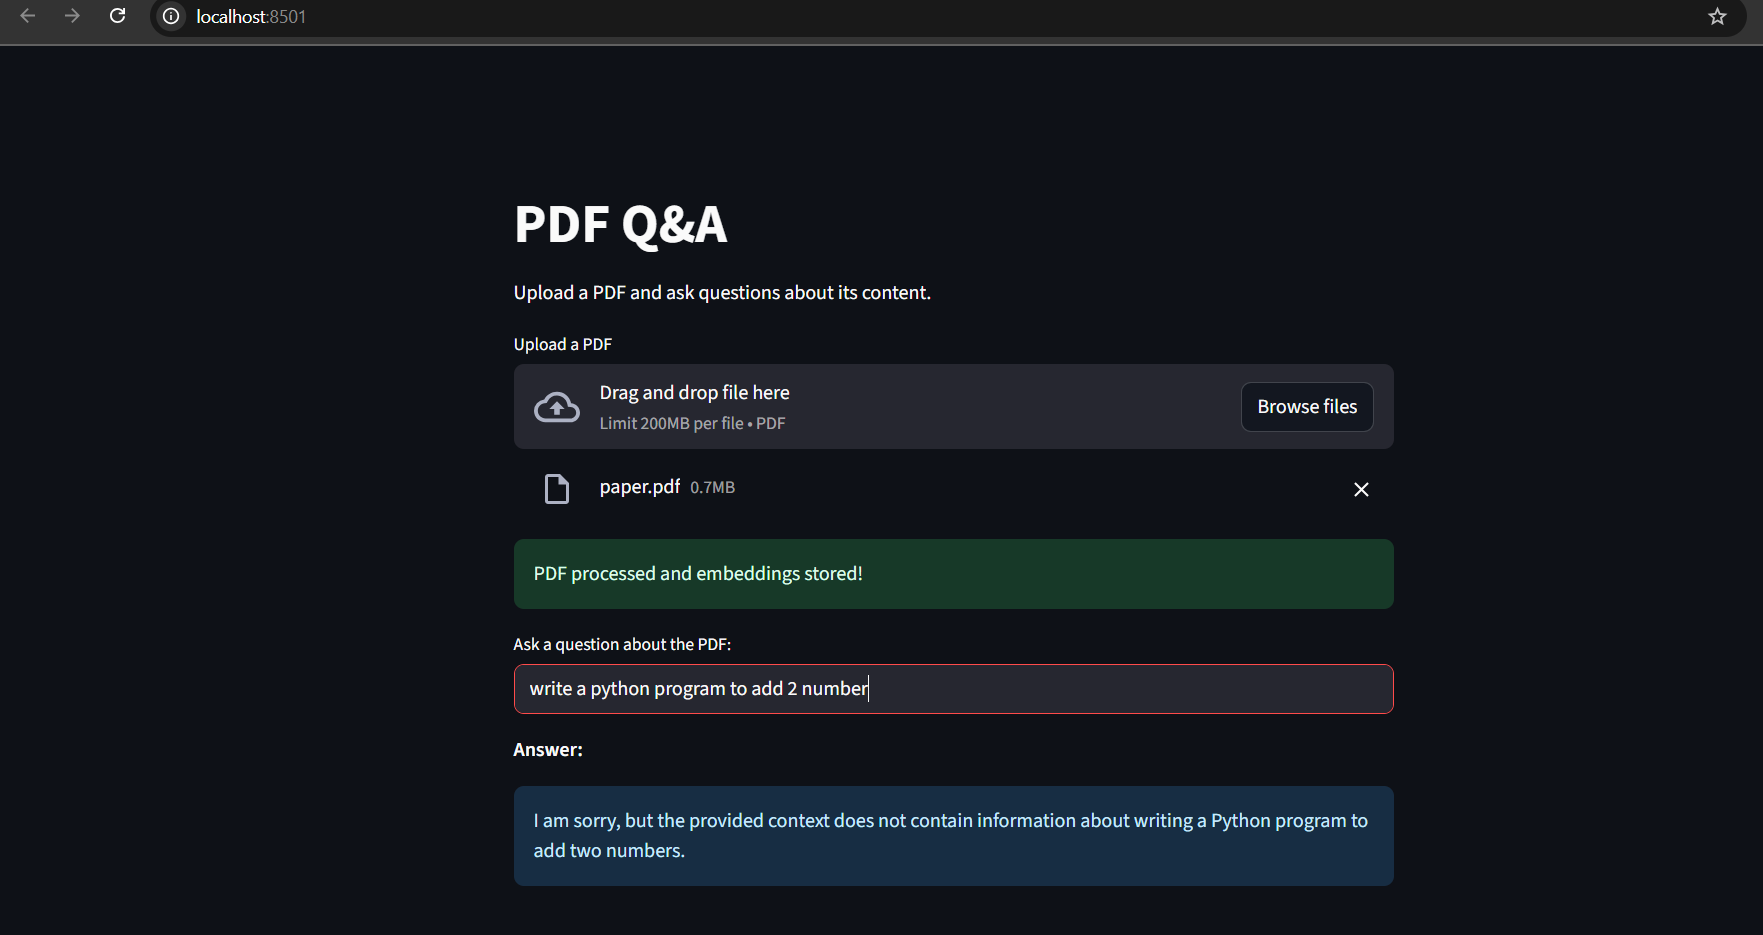 localhost:8501
PDF Q&A
Upload a PDF and ask questions about its content.
Upload a PDF
Drag and drop file here
Limit 200MB per file • PDF
Browse files
paper.pdf 0.7MB
PDF processed and embeddings stored!
Ask a question about the PDF:
write a python program to add 2 number
Answer:
I am sorry, but the provided context does not contain information about writing a Python program to
add two numbers.